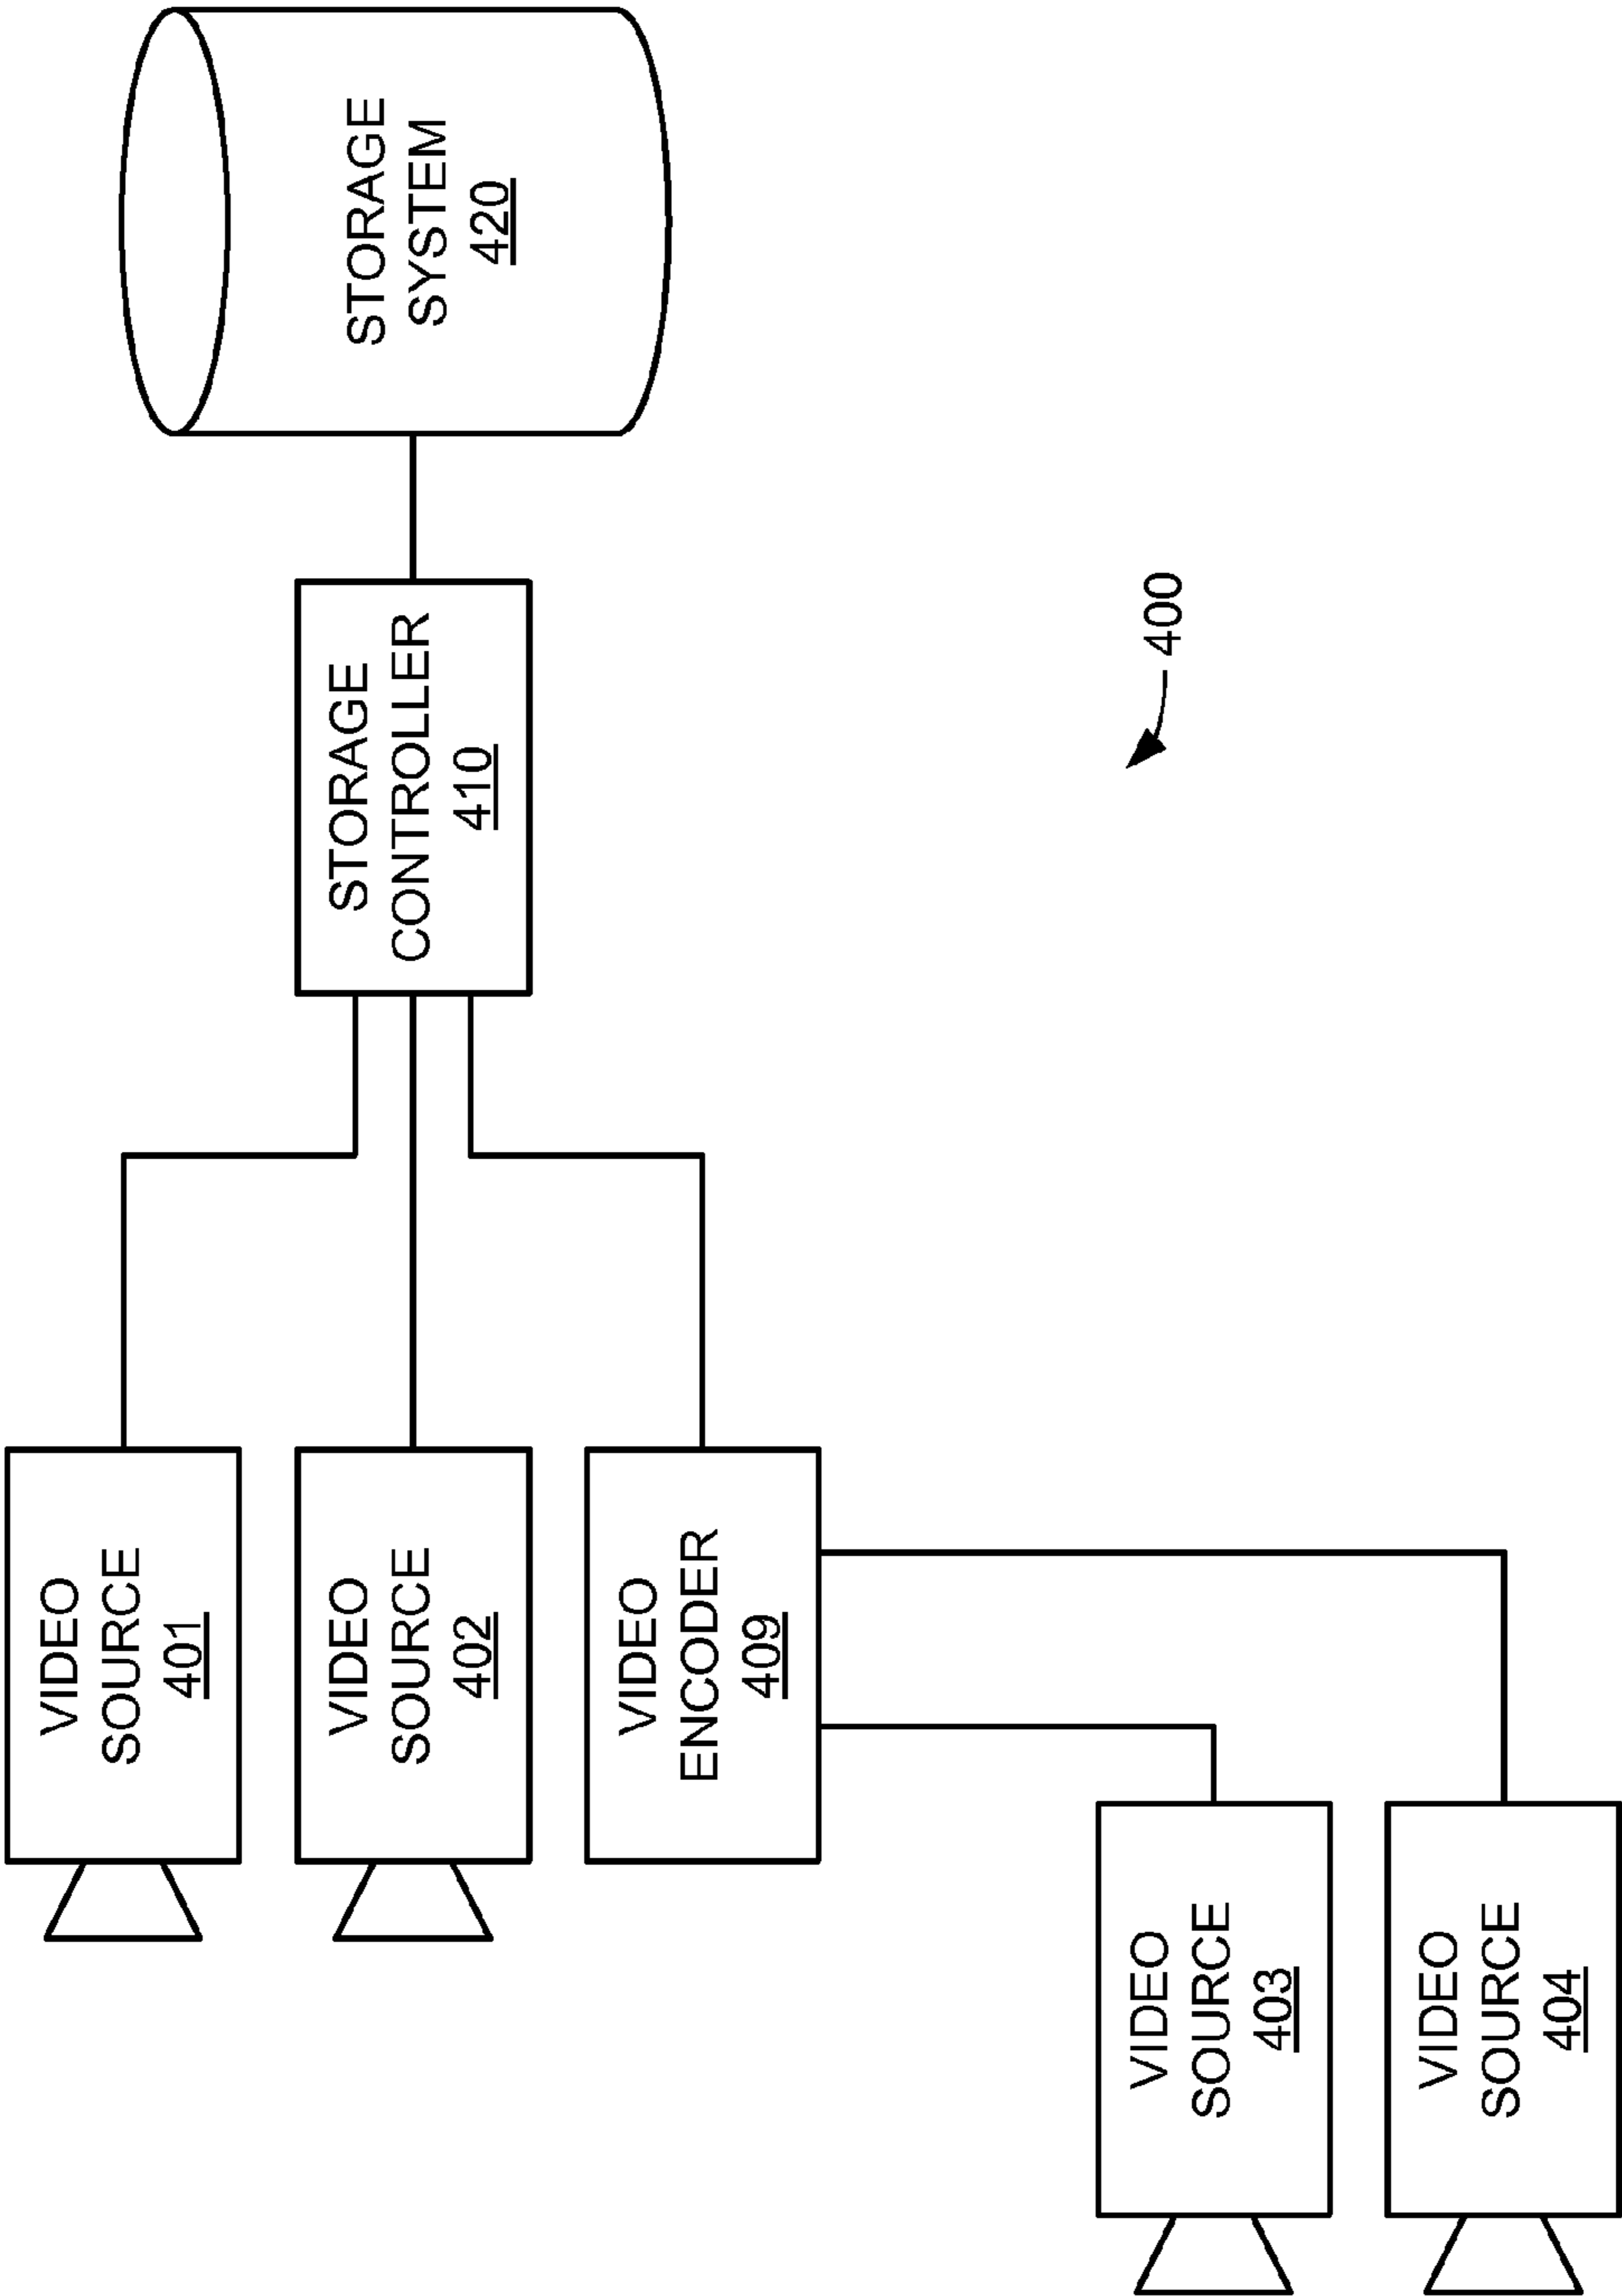 VIDEO
SOURCE
401
VIDEO
SOURCE
402
VIDEO
ENCODER
409
STORAGE
CONTROLLER
410
STORAGE
SYSTEM
420
VIDEO
SOURCE
403
VIDEO
SOURCE
404
400